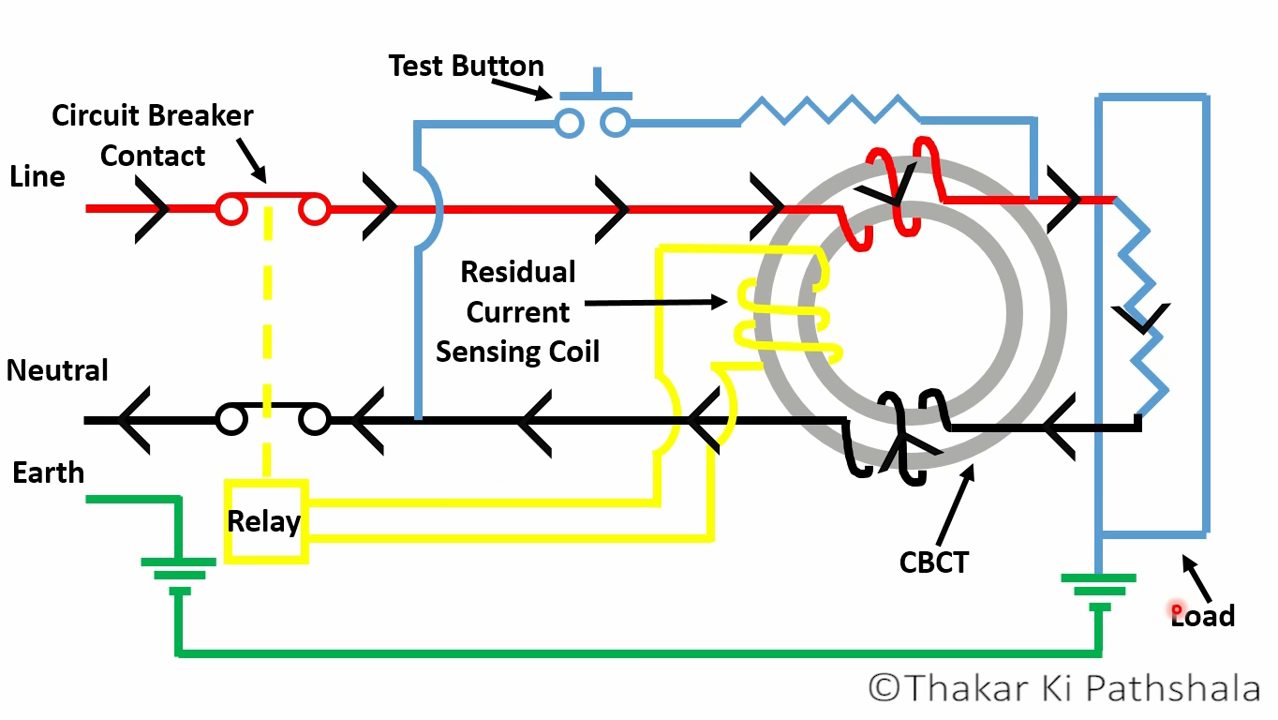 Test Button
Circuit Breaker
Contact
Line
Residual
Current
Sensing Coil
Neutral
Earth
Relay
CBCT
Load
©Thakar Ki Pathshala